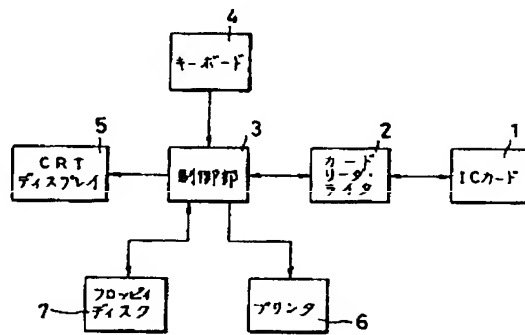 4
キーボード
5
CRT
ディスプレイ
3
制御部
2
カード
リーダ・
ライタ
1
ICカード
7
フロッピィ
ディスク
プリンタ
6